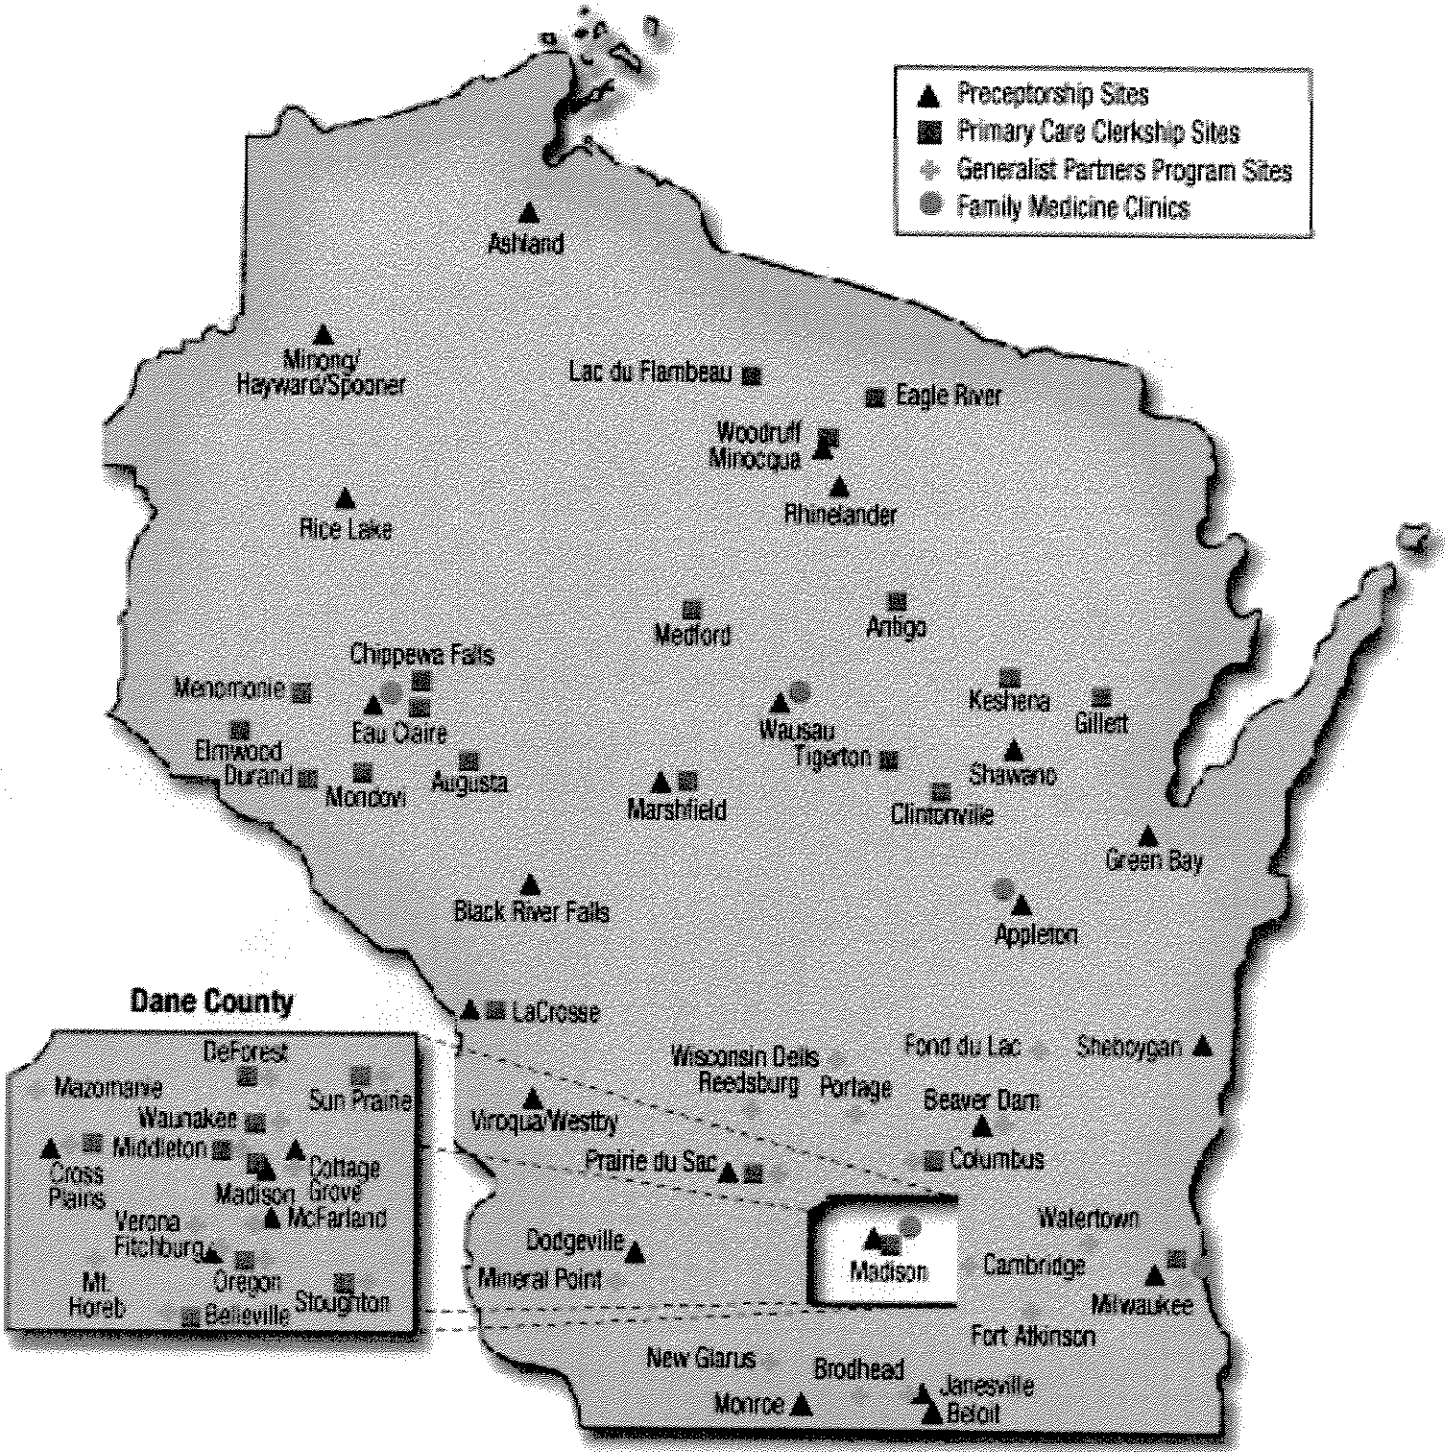 Preceptorship Sites
Primary Care Clerkship Sites
Generalist Partners Program Sites
Family Medicine Clinics
Ashland
Minong/
Hayward/Spooner
Lac du Flambeau
Eagle River
Woodruff
Minocqua
Rhinelander
Rice Lake
Medford
Antigo
Chippewa Falls
Menomonie
Eau Claire
Elmwood
Durand
Mondovi
Augusta
Wausau
Tigerton
Keshena
Gillett
Shawano
Marshfield
Clintonville
Green Bay
Black River Falls
Appleton
LaCrosse
Wisconsin Dells
Reedsburg
Portage
Fond du Lac
Sheboygan
Beaver Dam
Viroqua/Westby
Prairie du Sac
Columbus
Watertown
Dodgeville
Mineral Point
Madison
Cambridge
Milwaukee
Fort Atkinson
New Glarus
Brodhead
Janesville
Monroe
Beloit
Dane County
DeForest
Mazomanie
Sun Prairie
Waunakee
Middleton
Cross
Plains
Madison
Cottage
Grove
Verona
McFarland
Fitchburg
Oregon
Mt.
Horeb
Stoughton
Belleville